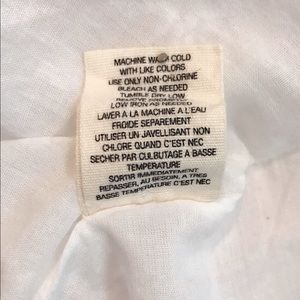 MACHINE WASH COLD
WITH LIKE COLORS
USE ONLY NON-CHLORINE
BLEACH AS NEEDED
TUMBLE DRY LOW
REMOVE PROMPTLY
LOW IRON AS NEEDED
LAVER A LA MACHINE A L'EAU
FROIDE SEPAREMENT
UTILISER UN JAVELLISANT NON
CHLORE QUAND C'EST NEC
SECHER PAR CULBUTAGE A BASSE
TEMPERATURE
SORTIR IMMEDIATEMENT
REPASSER, AU BESOIN, A TRES
BASSE TEMPERATURE C'EST NEC